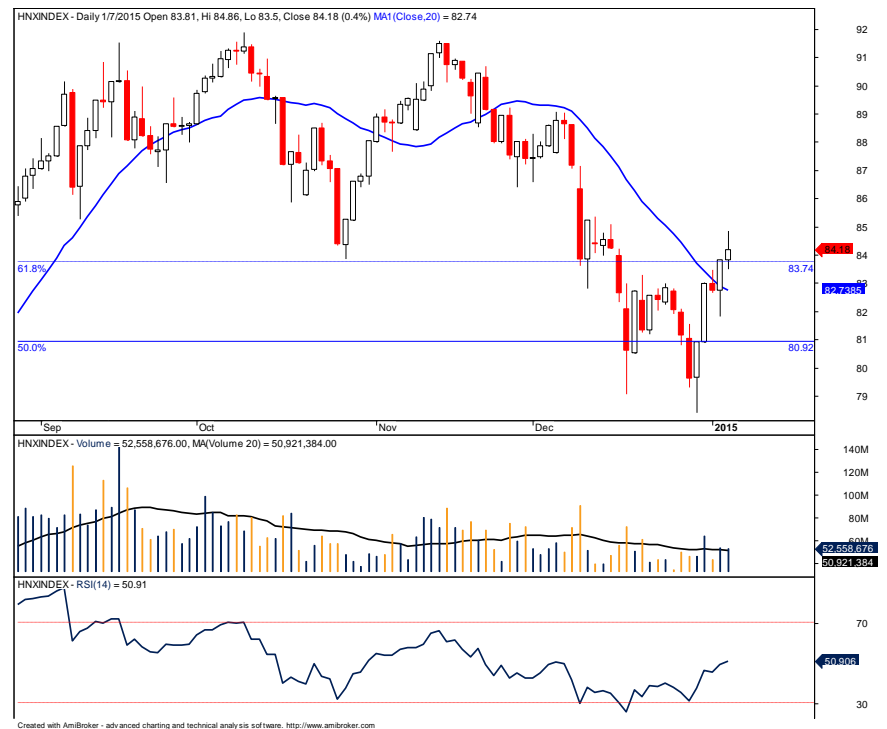 HNXINDEX - Daily 1/7/2015 Open 83.81, Hi 84.86, Lo 83.5, Close 84.18 (0.4%) MA1(Close,20) = 82.74
92
91
90
89
88
87
86
85
84
84.18
61.8%
83.74
83
82.7385
82
50.0%
80.92
81
80
79
Sep
Oct
Nov
Dec
2015
HNXINDEX - Volume = 52,558,676.00, MA(Volume 20) = 50,921,384.00
140M
120M
100M
80M
60M
52,558,676
50,921,384
HNXINDEX - RSI(14) = 50.91
70
50.906
30
Created with AmiBroker - advanced charting and technical analysis software. http://www.amibroker.com